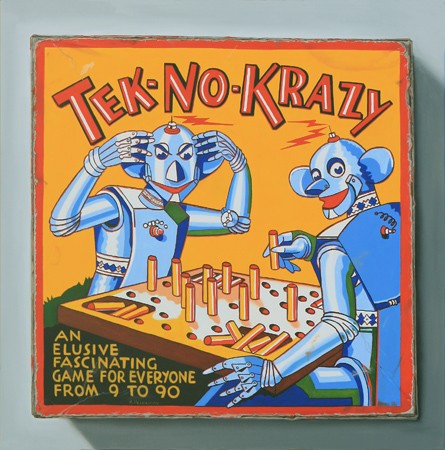 TEK-NO-KRAZY
AN
ELUSIVE
FASCINATING
GAME FOR EVERYONE
FROM 9 TO 90